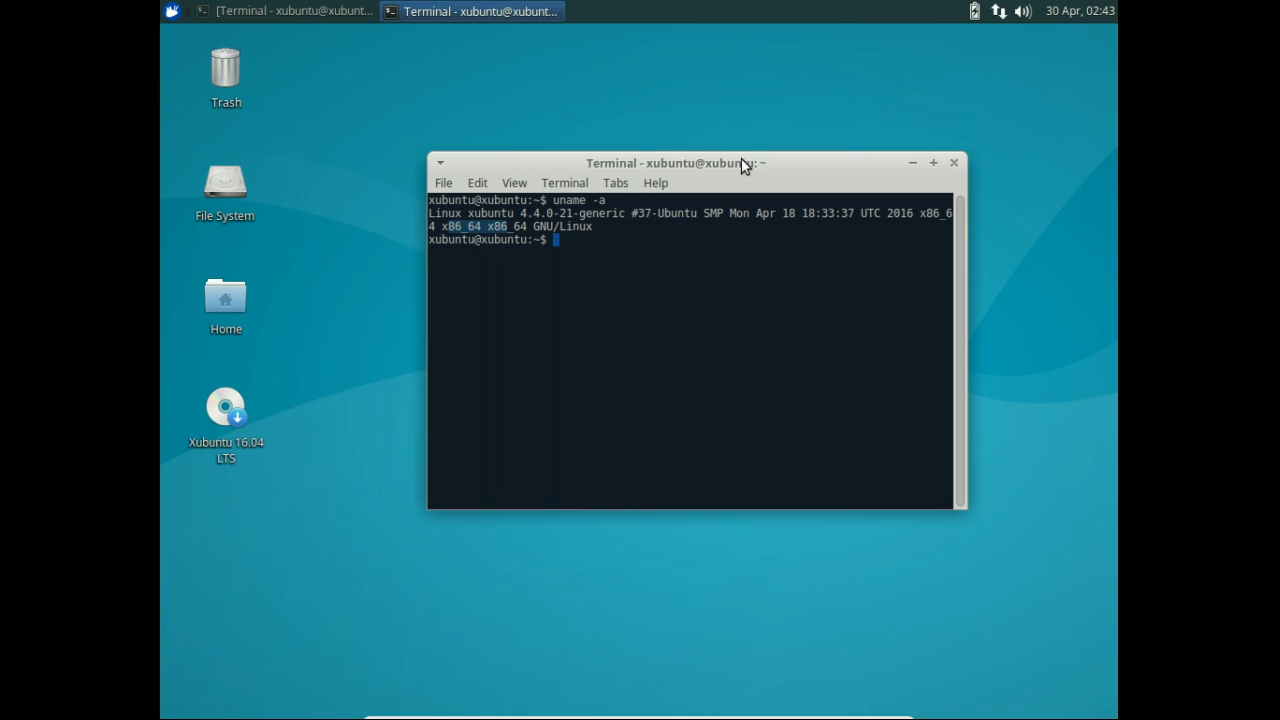 [Terminal - xubuntu@xubunt...
Terminal - xubuntu@xubunt...
30 Apr, 02:43
Trash
File System
Home
Xubuntu 16.04
LTS
Terminal - xubuntu@xubuntu: ~
File Edit View Terminal Tabs Help
xubuntu@xubuntu:~$ uname -a
Linux xubuntu 4.4.0-21-generic #37-Ubuntu SMP Mon Apr 18 18:33:37 UTC 2016 x86_6
4 x86_64 x86_64 GNU/Linux
xubuntu@xubuntu:~$